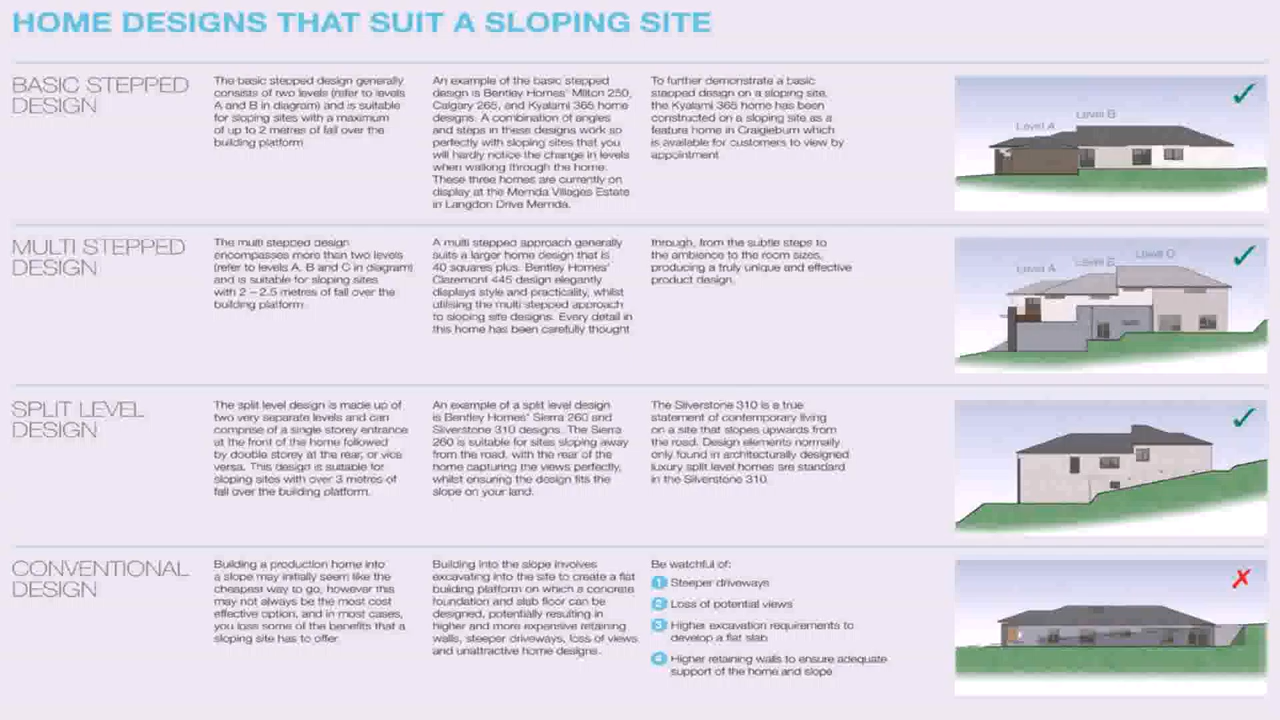 HOME DESIGNS THAT SUIT A SLOPING SITE
BASIC STEPPED
DESIGN
The basic stepped design generally
consists of two levels (refer to levels
A and B in diagram) and is suitable
for sloping sites with a maximum
of up to 2 metres of fall over the
building platform
An example of the basic stepped
design is Bentley Homes' Milton 250,
Calgary 265, and Kyalami 365 home
designs. A combination of angles
and steps in these designs work so
perfectly with sloping sites that you
will hardly notice the change in levels
when walking through the home.
These three homes are currently on
display at the Mernda Villages Estate
in Langdon Drive Mernda.
To further demonstrate a basic
stepped design on a sloping site,
the Kyalami 365 home has been
constructed on a sloping site as a
feature home in Craigieburn which
is available for customers to view by
appointment
Level A
Level B
MULTI STEPPED
DESIGN
The multi stepped design
encompasses more than two levels
(refer to levels A, B and C in diagram)
and is suitable for sloping sites
with 2 – 2.5 metres of fall over the
building platform
A multi stepped approach generally
suits a larger home design that is
40 squares plus. Bentley Homes'
Claremont 445 design elegantly
displays style and practicality, whilst
utilising the multi stepped approach
to sloping site designs. Every detail in
this home has been carefully thought
through, from the subtle steps to
the ambience to the room sizes,
producing a truly unique and effective
product design.
Level A
Level B
Level C
SPLIT LEVEL
DESIGN
The split level design is made up of
two very separate levels and can
comprise of a single storey entrance
at the front of the home followed
by double storey at the rear, or vice
versa. This design is suitable for
sloping sites with over 3 metres of
fall over the building platform.
An example of a split level design
is Bentley Homes' Sierra 260 and
Silverstone 310 designs. The Sierra
260 is suitable for sites sloping away
from the road, with the rear of the
home capturing the views perfectly,
whilst ensuring the design fits the
slope on your land.
The Silverstone 310 is a true
statement of contemporary living
on a site that slopes upwards from
the road. Design elements normally
only found in architecturally designed
luxury split level homes are standard
in the Silverstone 310.
CONVENTIONAL
DESIGN
Building a production home into
a slope may initially seem like the
cheapest way to go, however this
may not always be the most cost
effective option, and in most cases,
you lose some of the benefits that a
sloping site has to offer
Building into the slope involves
excavating into the site to create a flat
building platform on which a concrete
foundation and slab floor can be
designed, potentially resulting in
higher and more expensive retaining
walls, steeper driveways, loss of views
and unattractive home designs.
Be watchful of:
1 Steeper driveways
2 Loss of potential views
3 Higher excavation requirements to
develop a flat slab
4 Higher retaining walls to ensure adequate
support of the home and slope